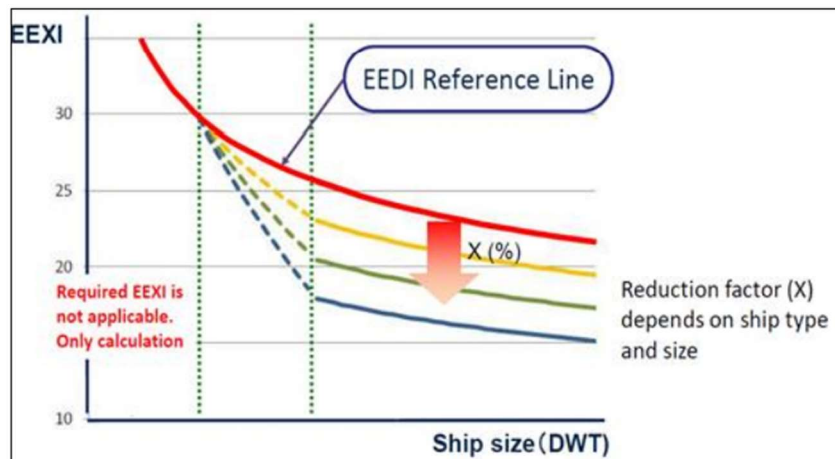 EEXI
EEDI Reference Line
30
25
X (%)
20
Required EEXI is
not applicable.
Only calculation
Reduction factor (X)
depends on ship type
and size
10
Ship size(DWT)